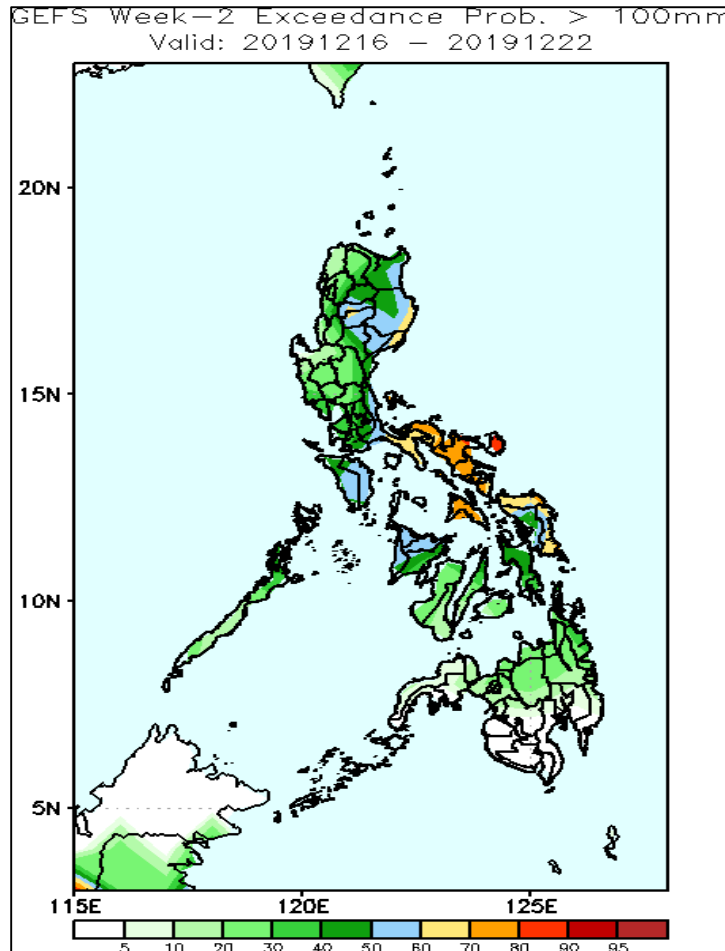 GEFS Week-2 Exceedance Prob. > 100mm
Valid: 20191216 - 20191222
20N
15N
10N
5N
115E 120E 125E
5 10 20 30 40 50 60 70 80 90 95